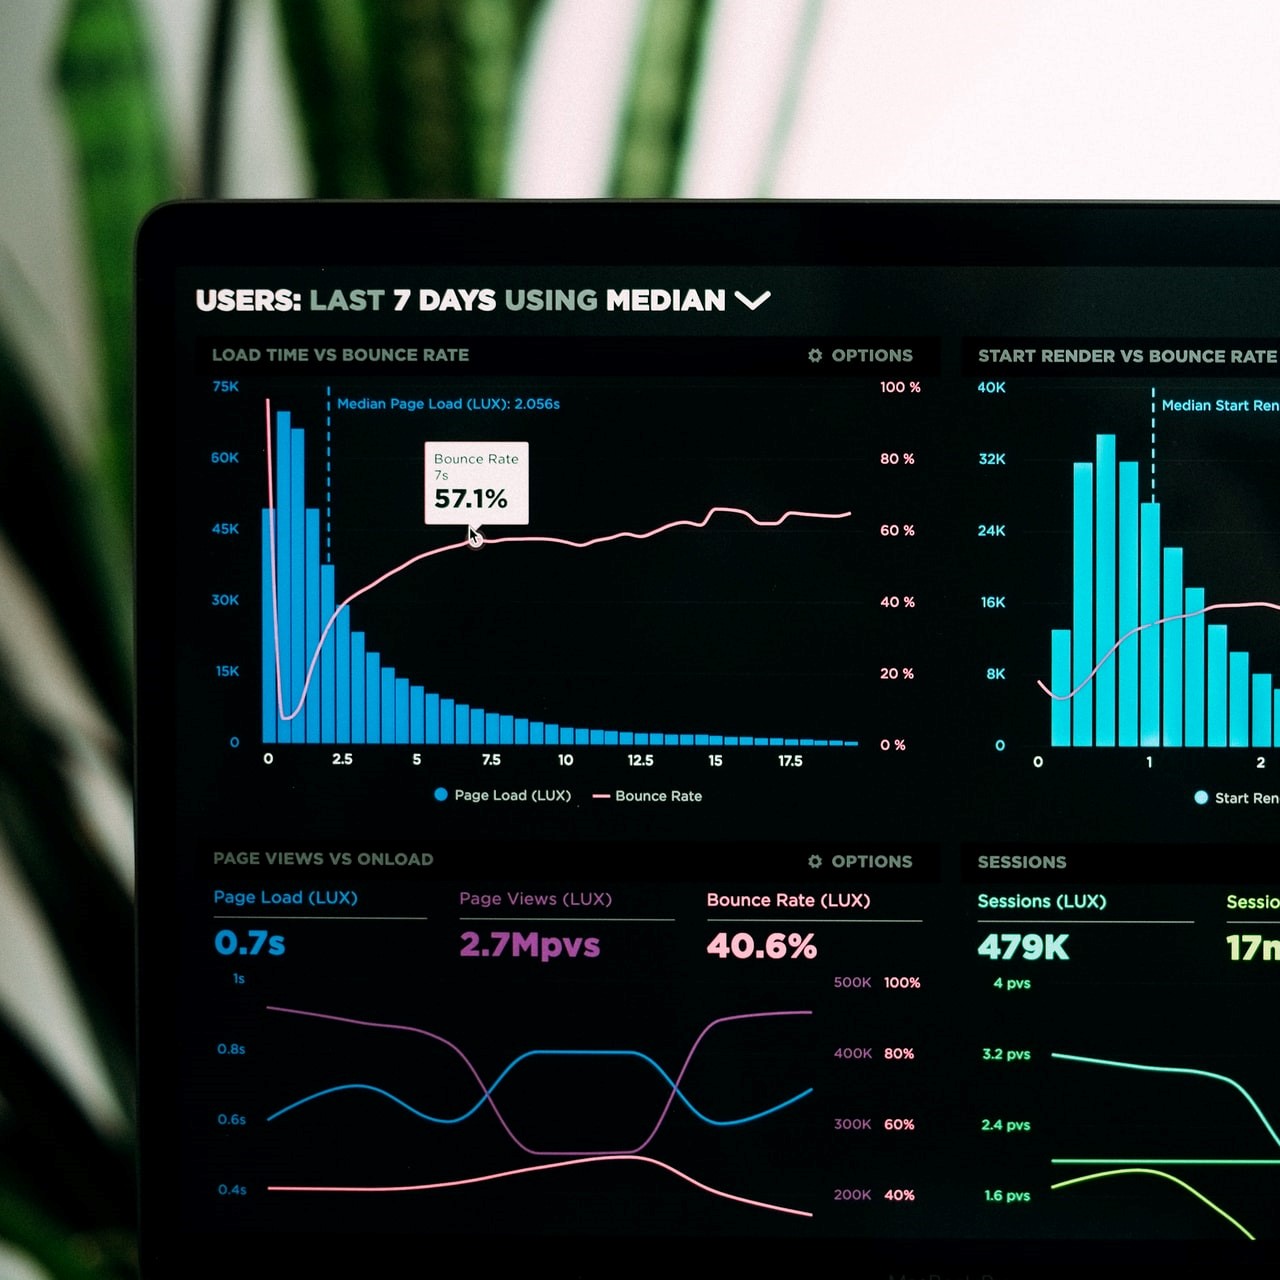 USERS: LAST 7 DAYS USING MEDIAN
LOAD TIME VS BOUNCE RATE
OPTIONS
75K
60K
45K
30K
15K
0
Median Page Load (LUX): 2.056s
Bounce Rate
7s
57.1%
100 %
80 %
60 %
40 %
20 %
0 %
0 2.5 5 7.5 10 12.5 15 17.5
Page Load (LUX) Bounce Rate
START RENDER VS BOUNCE RATE
40K
32K
24K
16K
8K
0
Median Start Ren
0 1 2
Start Ren
PAGE VIEWS VS ONLOAD
OPTIONS
Page Load (LUX) Page Views (LUX) Bounce Rate (LUX)
0.7s 2.7Mpvs 40.6%
1s
0.8s
0.6s
0.4s
500K 100%
400K 80%
300K 60%
200K 40%
SESSIONS
Sessions (LUX) Sessio
479K 17
4 pvs
3.2 pvs
2.4 pvs
1.6 pvs